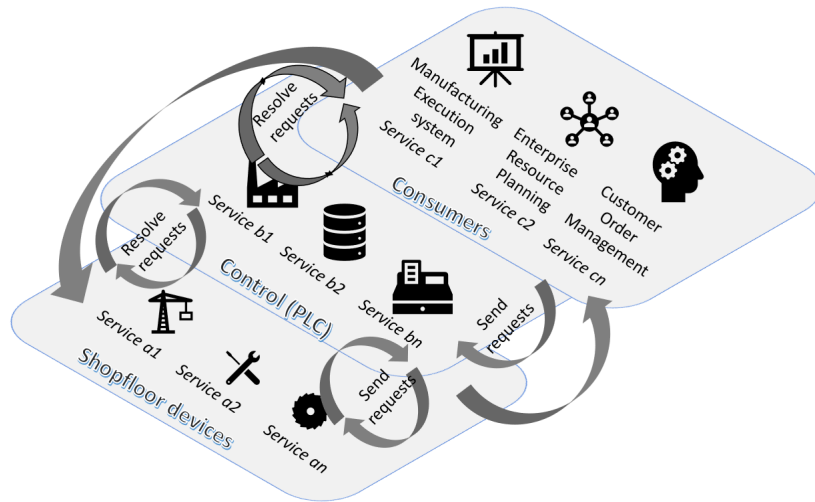 Resolve
requests
Manufacturing
Execution
system
Service c1
Enterprise
Resource
Planning
Service c2
Customer
Order
Management
Service cn
Consumers
Resolve
requests
Service b1
Service b2
Service bn
Control (PLC)
Send
requests
Service a1
Service a2
Service an
Shopfloor devices
Send
requests